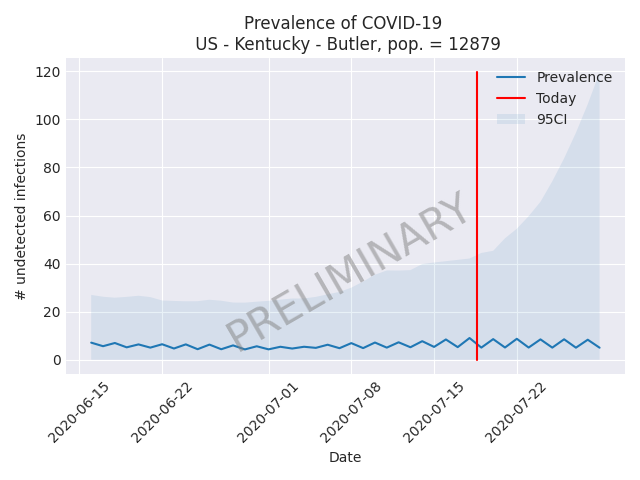 Prevalence of COVID-19
US - Kentucky - Butler, pop. = 12879
120
100
80
60
40
20
0
# undetected infections
Prevalence
Today
95CI
PRELIMINARY
2020-06-15
2020-06-22
2020-07-01
2020-07-08
2020-07-15
2020-07-22
Date